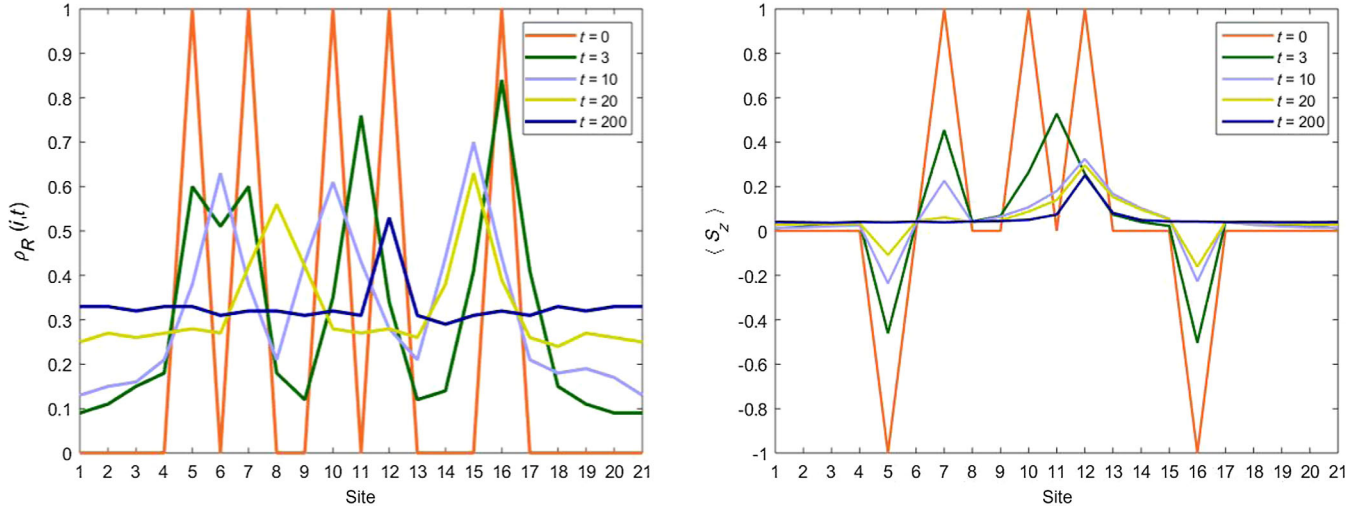 ρR (i,t)
1
0.9
0.8
0.7
0.6
0.5
0.4
0.3
0.2
0.1
0
t = 0
t = 3
t = 10
t = 20
t = 200
1 2 3 4 5 6 7 8 9 10 11 12 13 14 15 16 17 18 19 20 21
Site
⟨ Sz ⟩
1
0.8
0.6
0.4
0.2
0
-0.2
-0.4
-0.6
-0.8
-1
t = 0
t = 3
t = 10
t = 20
t = 200
1 2 3 4 5 6 7 8 9 10 11 12 13 14 15 16 17 18 19 20 21
Site